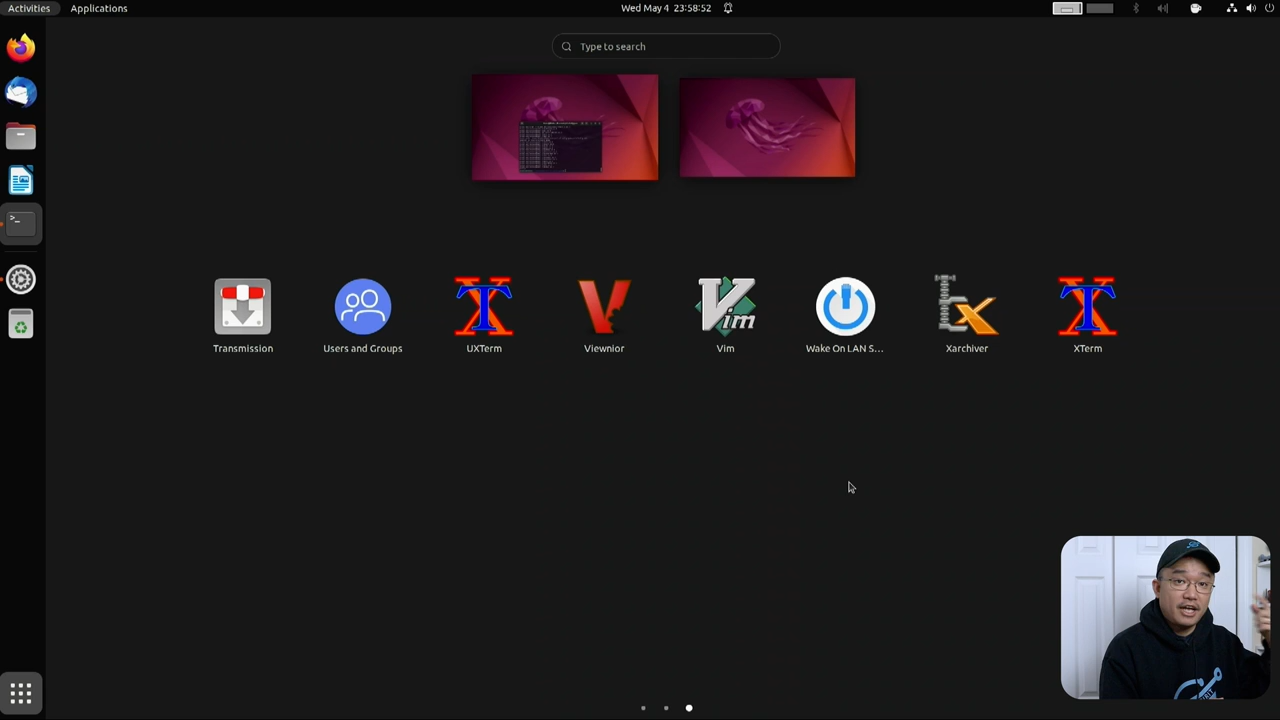 Activities
Applications
Wed May 4 23:58:52
Type to search
Transmission
Users and Groups
UXTerm
Viewnior
Vim
Wake On LAN S...
Xarchiver
XTerm